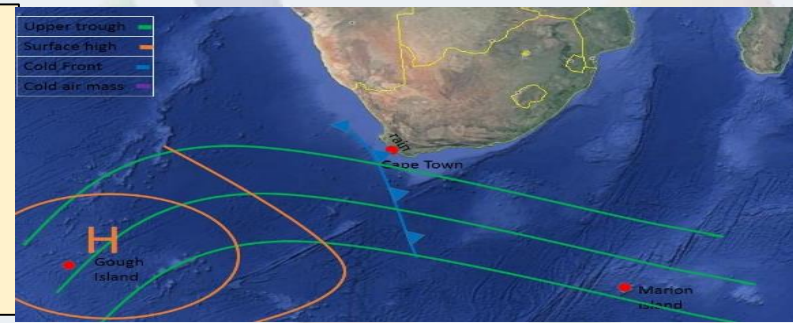 Upper trough
Surface high
Cold Front
Cold air mass
rain
Cape Town
H
Gough
Island
Marion
Island